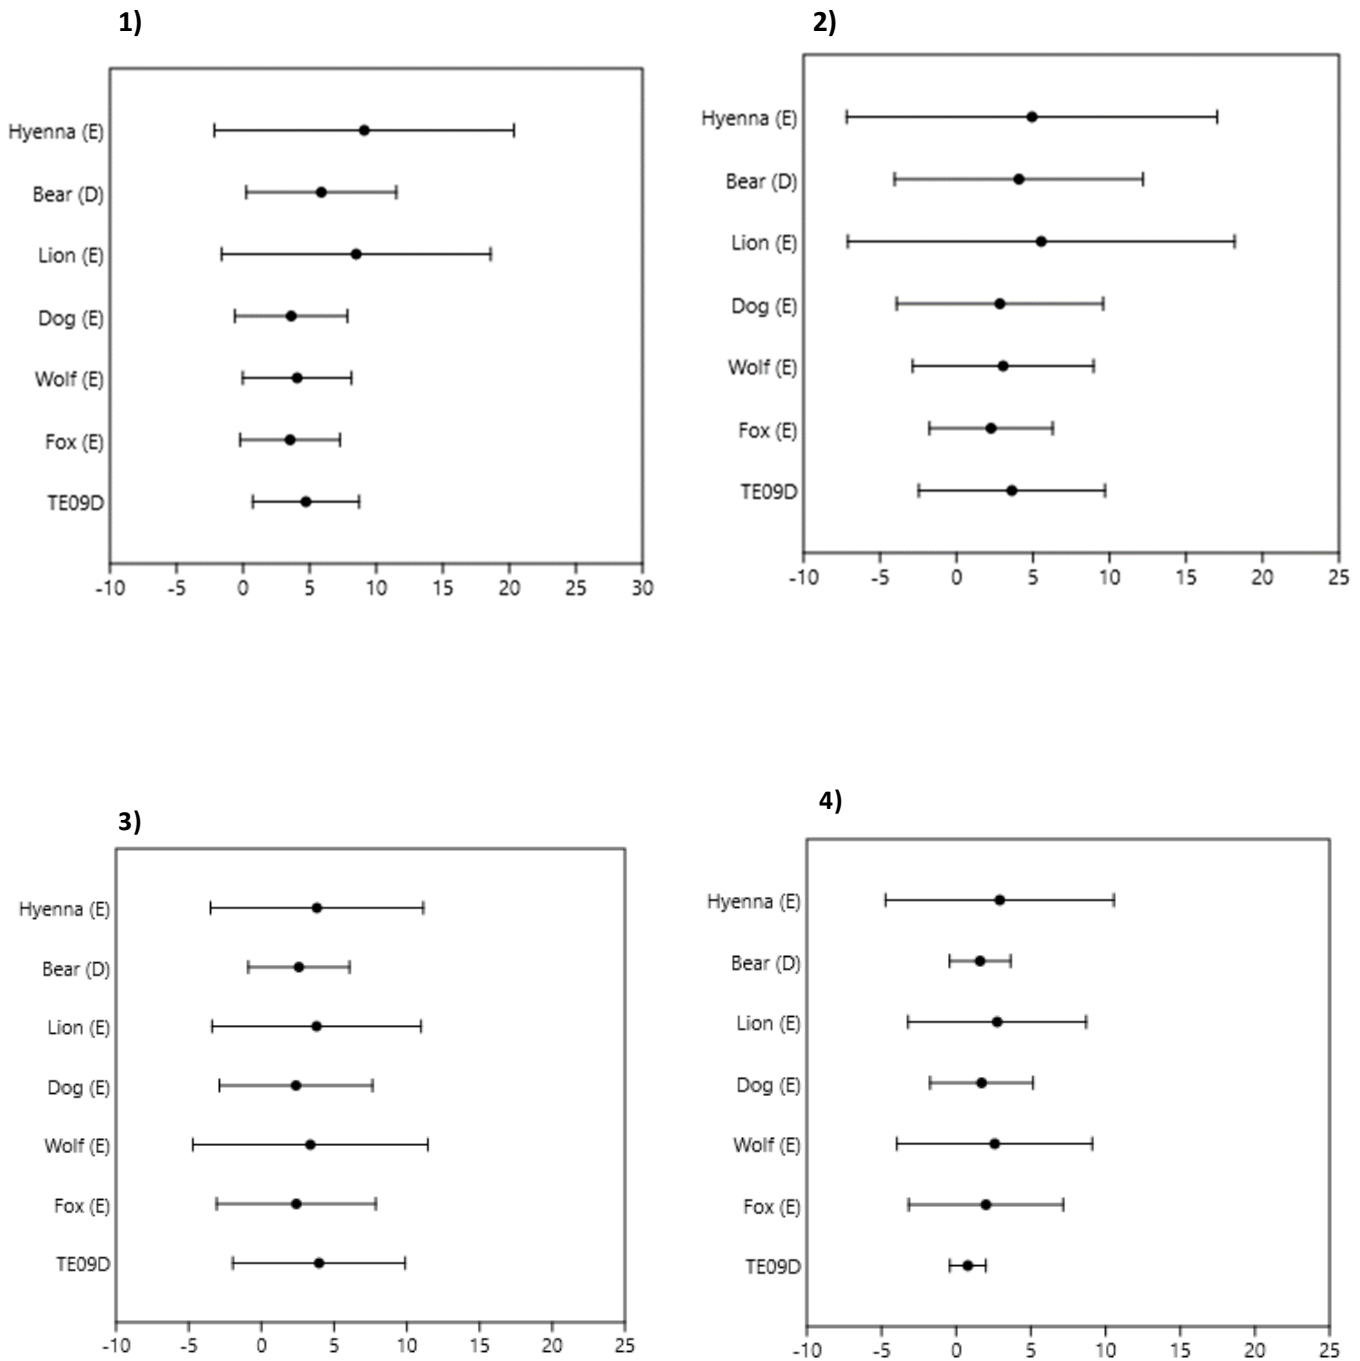 1)
Hyenna (E)
Bear (D)
Lion (E)
Dog (E)
Wolf (E)
Fox (E)
TE09D
-10 -5 0 5 10 15 20 25 30
2)
Hyenna (E)
Bear (D)
Lion (E)
Dog (E)
Wolf (E)
Fox (E)
TE09D
-10 -5 0 5 10 15 20 25
3)
Hyenna (E)
Bear (D)
Lion (E)
Dog (E)
Wolf (E)
Fox (E)
TE09D
-10 -5 0 5 10 15 20 25
4)
Hyenna (E)
Bear (D)
Lion (E)
Dog (E)
Wolf (E)
Fox (E)
TE09D
-10 -5 0 5 10 15 20 25